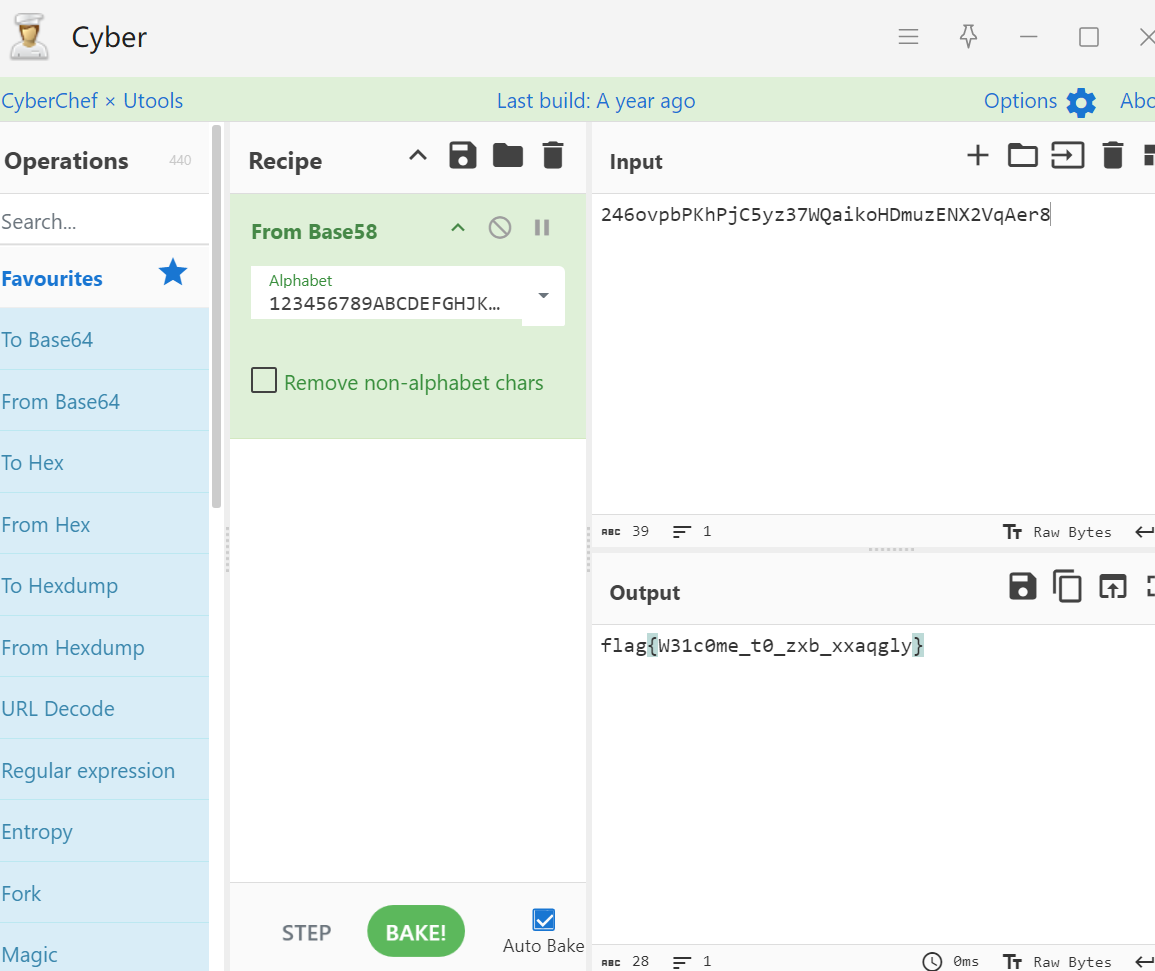 Cyber
CyberChef × Utools
Last build: A year ago
Options
Abo
Operations
440
Search...
Favourites
To Base64
From Base64
To Hex
From Hex
To Hexdump
From Hexdump
URL Decode
Regular expression
Entropy
Fork
Magic
Recipe
From Base58
Alphabet
123456789ABCDEFGHJK...
Remove non-alphabet chars
STEP
BAKE!
Auto Bake
Input
246ovpbPKhPjC5yz37WQaikoHDmuzENX2VqAer8
ABC 39 1
Tт Raw Bytes
Output
flag{W31c0me_t0_zxb_xxaqgly}
ABC 28 1
0ms
Tт Raw Bytes